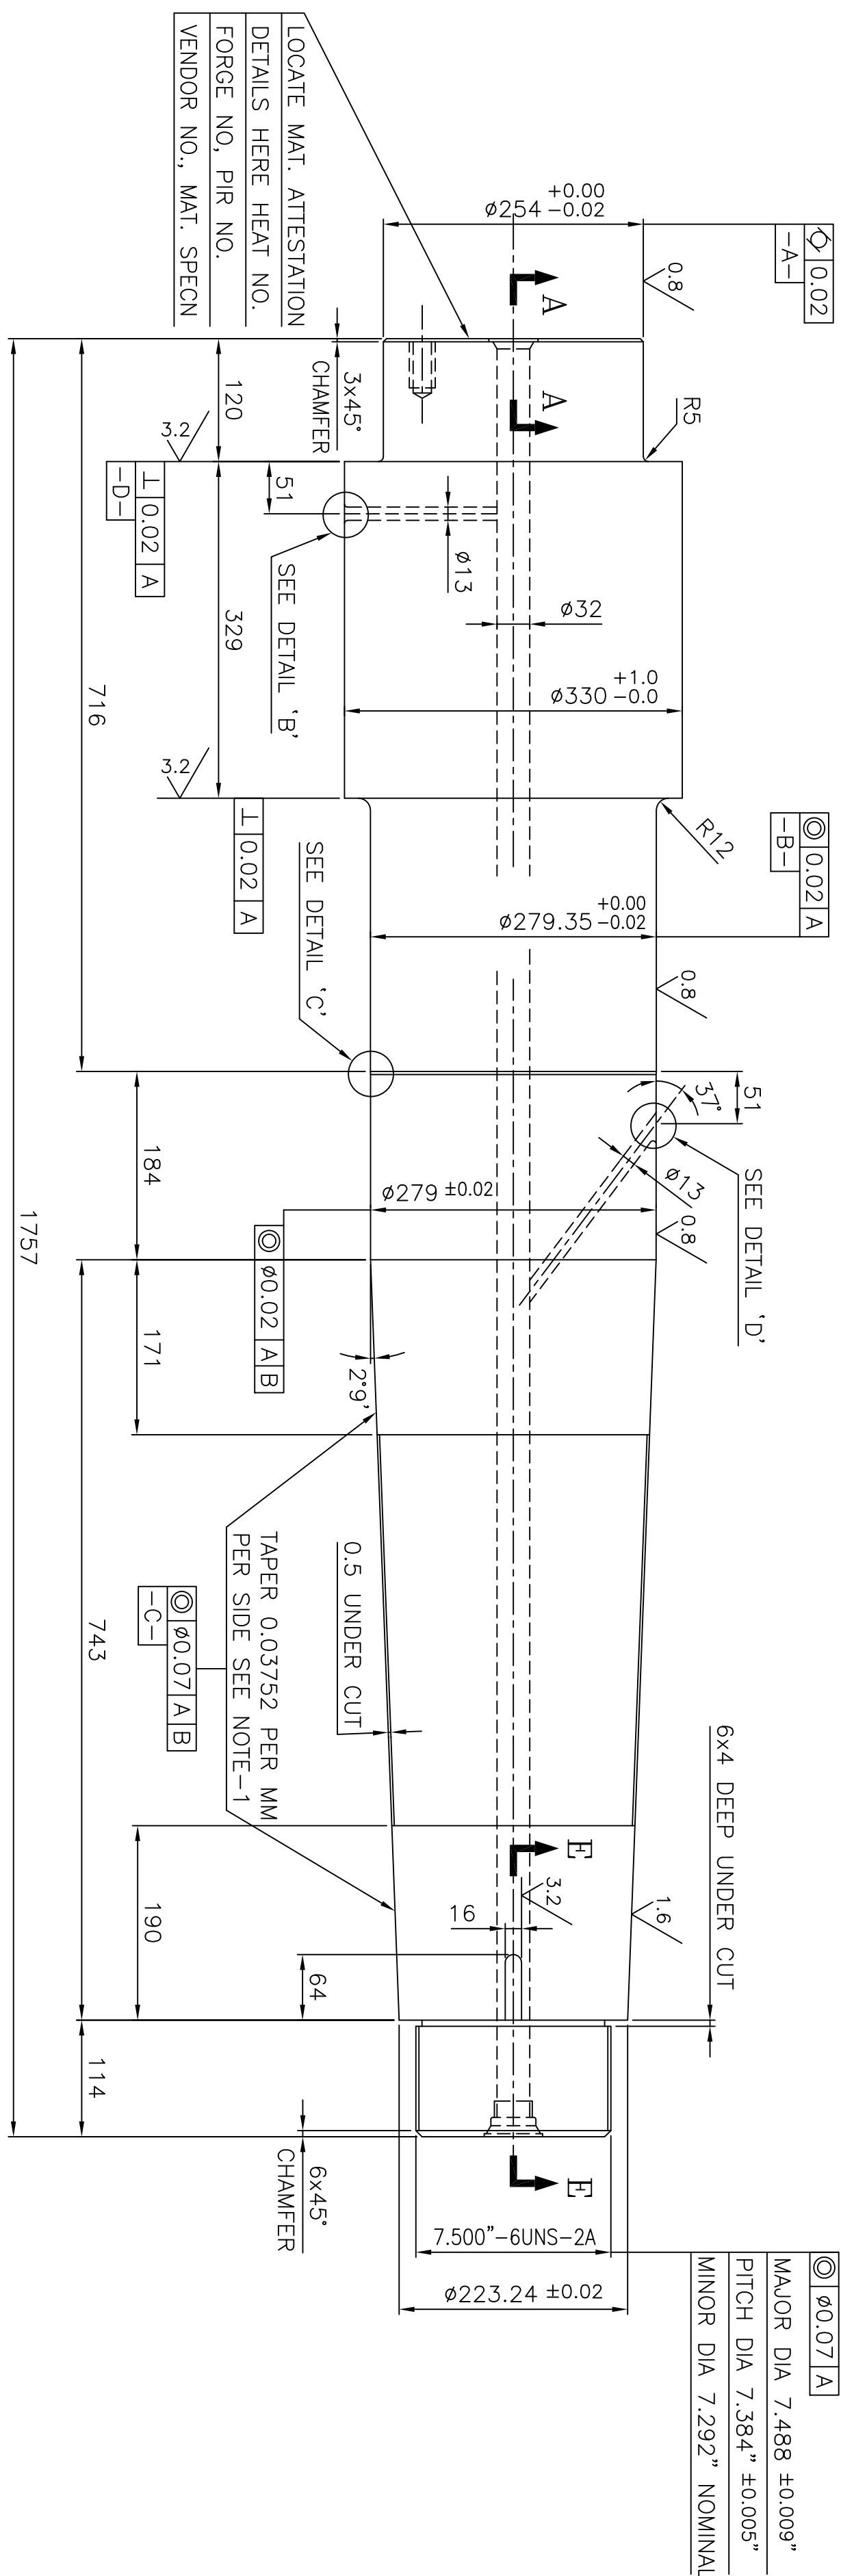 LOCATE MAT. ATTESTATION
DETAILS HERE HEAT NO.
FORGE NO, PIR NO.
VENDOR NO., MAT. SPECN
⌭ 0.02
-A-
+0.00
ø254 -0.02
0.8
A
A
R5
3x45°
CHAMFER
120
3.2
51
⊥ 0.02 A
-D-
SEE DETAIL 'B'
ø13
ø32
329
716
+1.0
ø330 -0.0
3.2
⊥ 0.02 A
R12
◎ 0.02 A
-B-
+0.00
ø279.35 -0.02
0.8
SEE DETAIL 'C'
51
37°
ø13
SEE DETAIL 'D'
0.8
ø279 ±0.02
184
◎ ø0.02 A B
171
2°9'
1757
TAPER 0.03752 PER MM
PER SIDE SEE NOTE-1
0.5 UNDER CUT
◎ ø0.07 A B
-C-
743
6x4 DEEP UNDER CUT
E
3.2
1.6
16
64
190
114
6x45°
CHAMFER
E
7.500"-6UNS-2A
ø223.24 ±0.02
◎ ø0.07 A
MAJOR DIA 7.488 ±0.009"
PITCH DIA 7.384" ±0.005"
MINOR DIA 7.292" NOMINAL